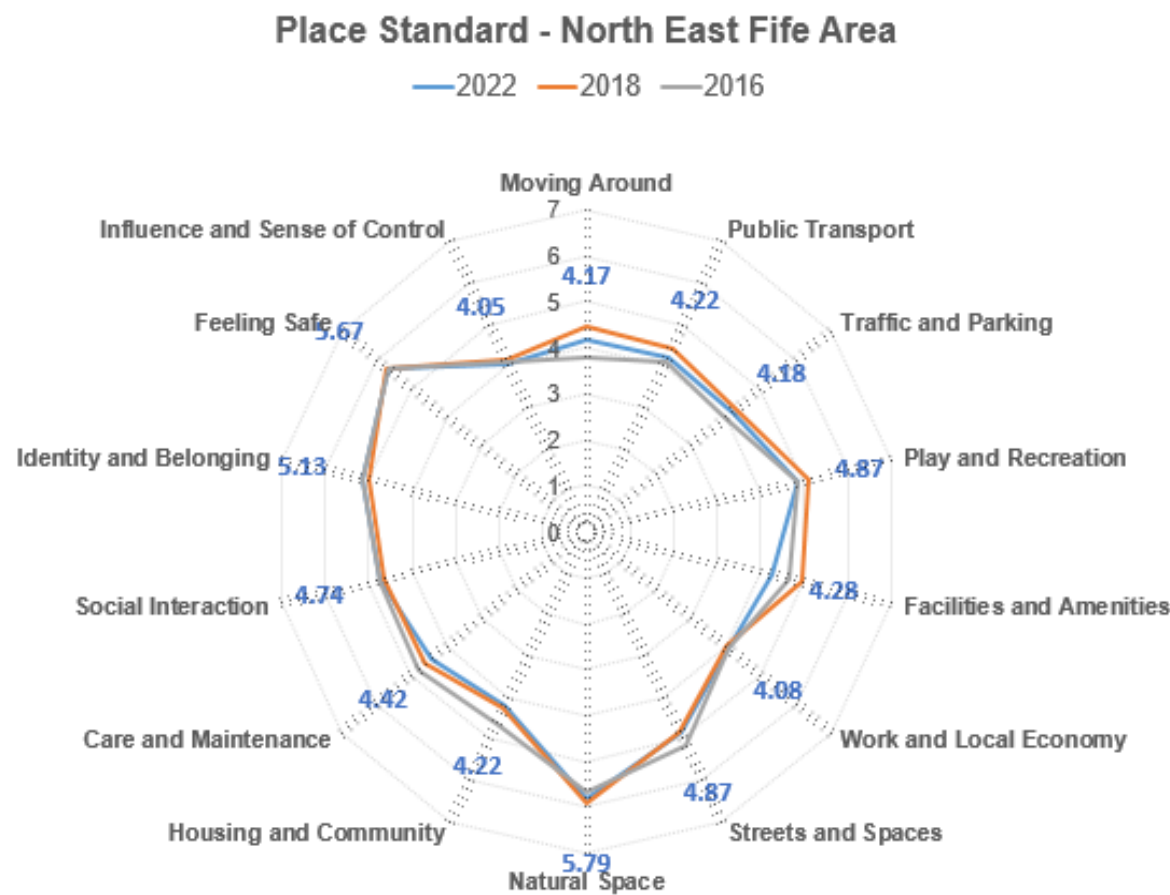 Place Standard - North East Fife Area
2022 2018 2016
Moving Around
7
Influence and Sense of Control
Public Transport
6
4.17
4.22
4.05
5
Feeling Safe
5.67
Traffic and Parking
4
4.18
3
2
Identity and Belonging
5.13
4.87
Play and Recreation
1
0
4.74
Social Interaction
4.28
Facilities and Amenities
4.42
4.08
Care and Maintenance
Work and Local Economy
4.22
4.87
Housing and Community
Streets and Spaces
5.79
Natural Space